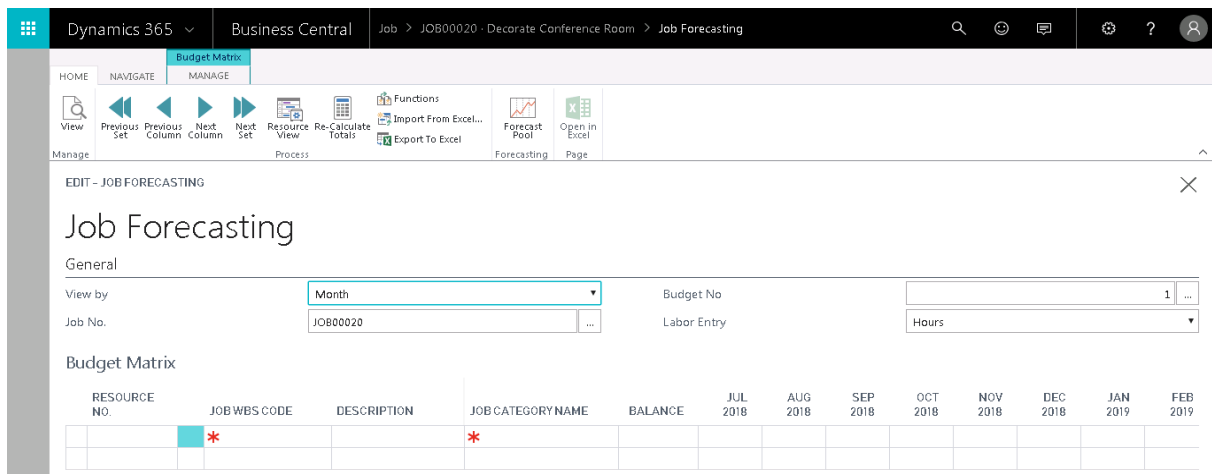 Dynamics 365 Business Central Job > JOB00020 - Decorate Conference Room > Job Forecasting ?
Budget Matrix
HOME NAVIGATE MANAGE
View
Previous Set
Previous Column
Next Column
Next Set
Resource View
Re-Calculate Totals
Functions
Import From Excel...
Export To Excel
Forecast Pool
Open in Excel
Manage Process Forecasting Page
EDIT - JOB FORECASTING
Job Forecasting
General
View by Month Budget No 1 ...
Job No. JOB00020 ... Labor Entry Hours
Budget Matrix
RESOURCE NO. JOB WBS CODE DESCRIPTION JOB CATEGORY NAME BALANCE JUL 2018 AUG 2018 SEP 2018 OCT 2018 NOV 2018 DEC 2018 JAN 2019 FEB 2019
* *